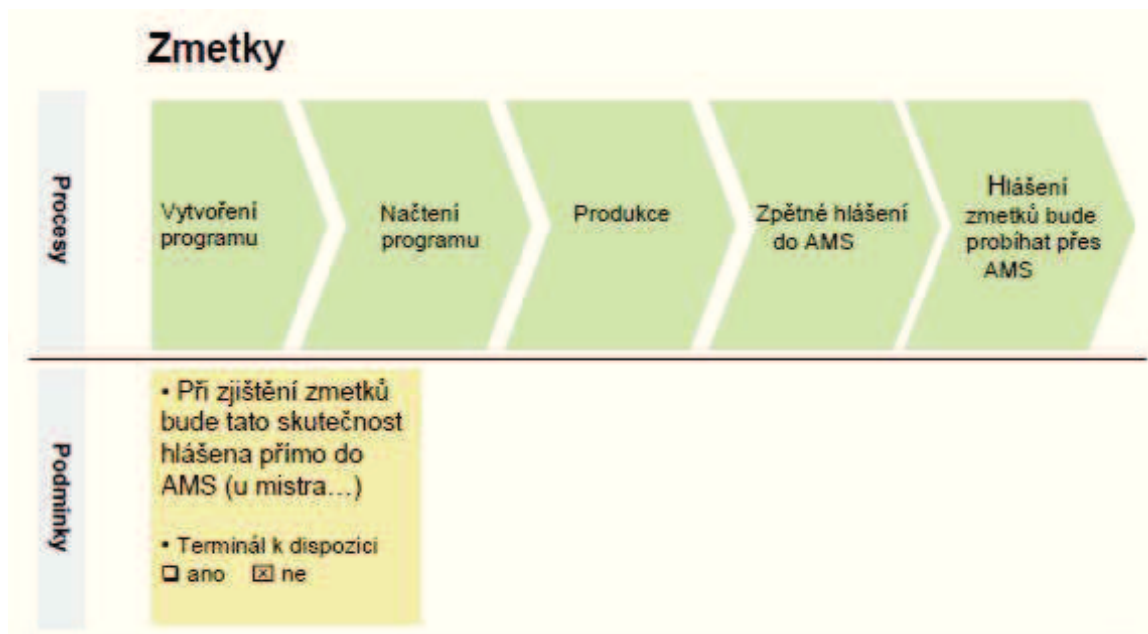 Zmetky
Procesy
Vytvoření
programu
Načtení
programu
Produkce
Zpětné hlášení
do AMS
Hlášení
zmetků bude
probíhat přes
AMS
Podmínky
• Při zjištění zmetků
bude tato skutečnost
hlášena přímo do
AMS (u mistra…)
• Terminál k dispozici
❑ ano ☒ ne